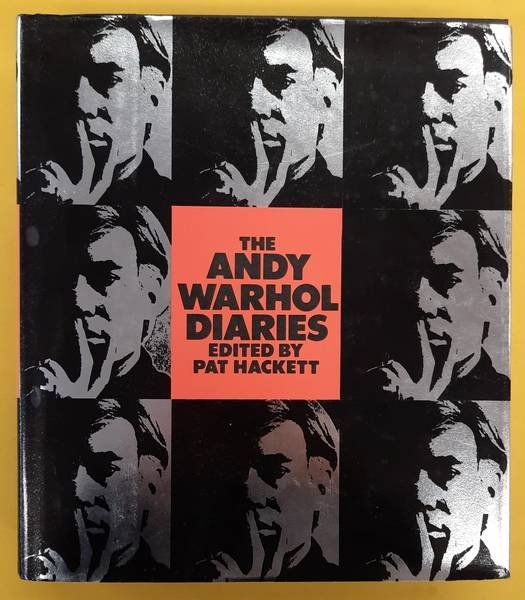 THE
ANDY
WARHOL
DIARIES
EDITED BY
PAT HACKETT